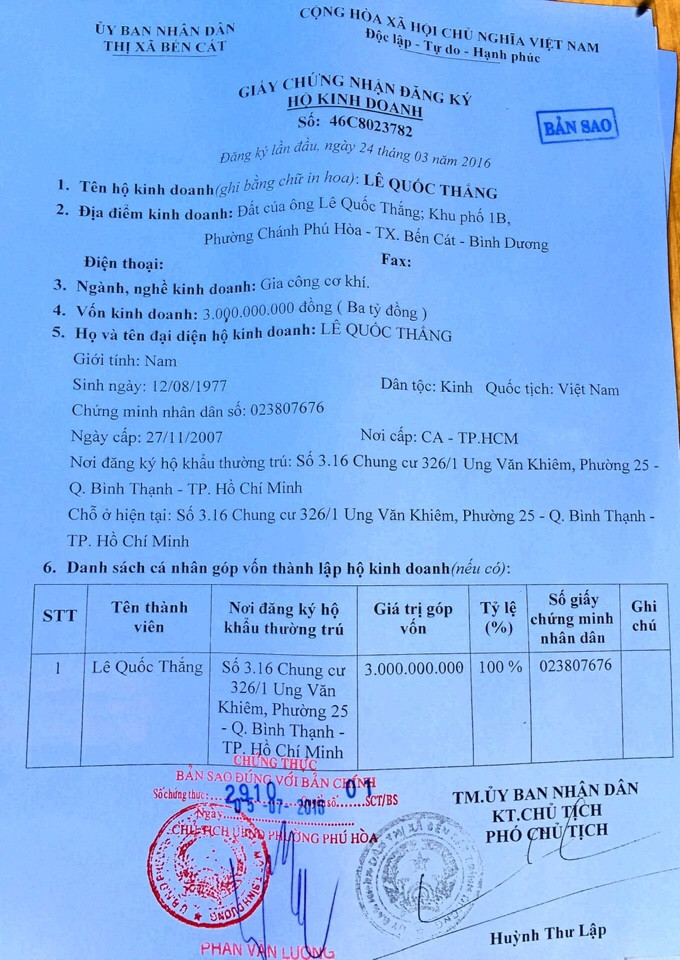 ỦY BAN NHÂN DÂN
THỊ XÃ BẾN CÁT
CỘNG HÒA XÃ HỘI CHỦ NGHĨA VIỆT NAM
Độc lập - Tự do - Hạnh phúc
GIẤY CHỨNG NHẬN ĐĂNG KÝ
HỘ KINH DOANH
Số: 46C8023782
BẢN SAO
Đăng ký lần đầu, ngày 24 tháng 03 năm 2016
1. Tên hộ kinh doanh(ghi bằng chữ in hoa): LÊ QUỐC THẮNG
2. Địa điểm kinh doanh: Đất của ông Lê Quốc Thắng; Khu phố 1B,
Phường Chánh Phú Hòa - TX. Bến Cát - Bình Dương
Điện thoại: Fax:
3. Ngành, nghề kinh doanh: Gia công cơ khí.
4. Vốn kinh doanh: 3.000.000.000 đồng ( Ba tỷ đồng )
5. Họ và tên đại diện hộ kinh doanh: LÊ QUỐC THẮNG
Giới tính: Nam
Sinh ngày: 12/08/1977 Dân tộc: Kinh Quốc tịch: Việt Nam
Chứng minh nhân dân số: 023807676
Ngày cấp: 27/11/2007 Nơi cấp: CA - TP.HCM
Nơi đăng ký hộ khẩu thường trú: Số 3.16 Chung cư 326/1 Ung Văn Khiêm, Phường 25 -
Q. Bình Thạnh - TP. Hồ Chí Minh
Chỗ ở hiện tại: Số 3.16 Chung cư 326/1 Ung Văn Khiêm, Phường 25 - Q. Bình Thạnh -
TP. Hồ Chí Minh
6. Danh sách cá nhân góp vốn thành lập hộ kinh doanh(nếu có):
STT
Tên thành
viên
Nơi đăng ký hộ
khẩu thường trú
Giá trị góp
vốn
Tỷ lệ
(%)
Số giấy
chứng minh
nhân dân
Ghi
chú
1
Lê Quốc Thắng
Số 3.16 Chung cư
326/1 Ung Văn
Khiêm, Phường 25
- Q. Bình Thạnh -
TP. Hồ Chí Minh
3.000.000.000
100 %
023807676
CHỨNG THỰC
BẢN SAO ĐÚNG VỚI BẢN CHÍNH
Số chứng thực: 2910 số 01 SCT/BS
Ngày 05-07-2016
CHỦ TỊCH UBND PHƯỜNG PHÚ HÒA
PHAN VĂN LƯỢNG
TM.ỦY BAN NHÂN DÂN
KT.CHỦ TỊCH
PHÓ CHỦ TỊCH
Huỳnh Thư Lập